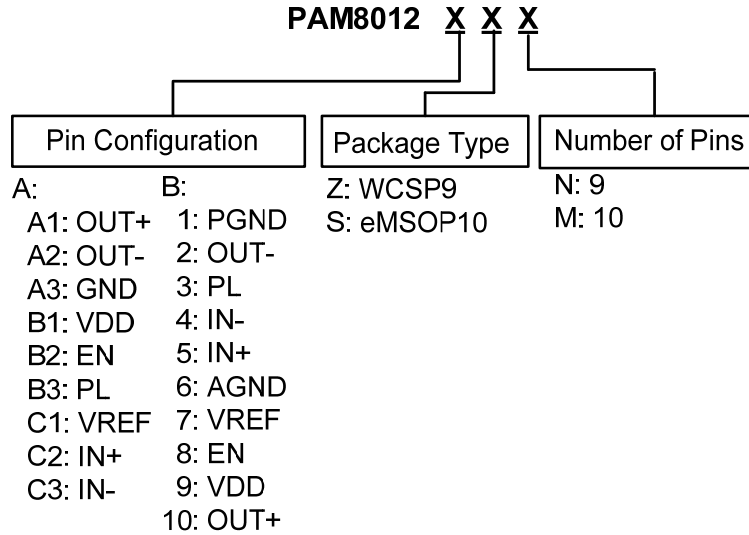 PAM8012 X X X
Pin Configuration
A:
A1: OUT+
A2: OUT-
A3: GND
B1: VDD
B2: EN
B3: PL
C1: VREF
C2: IN+
C3: IN-
B:
1: PGND
2: OUT-
3: PL
4: IN-
5: IN+
6: AGND
7: VREF
8: EN
9: VDD
10: OUT+
Package Type
Z: WCSP9
S: eMSOP10
Number of Pins
N: 9
M: 10